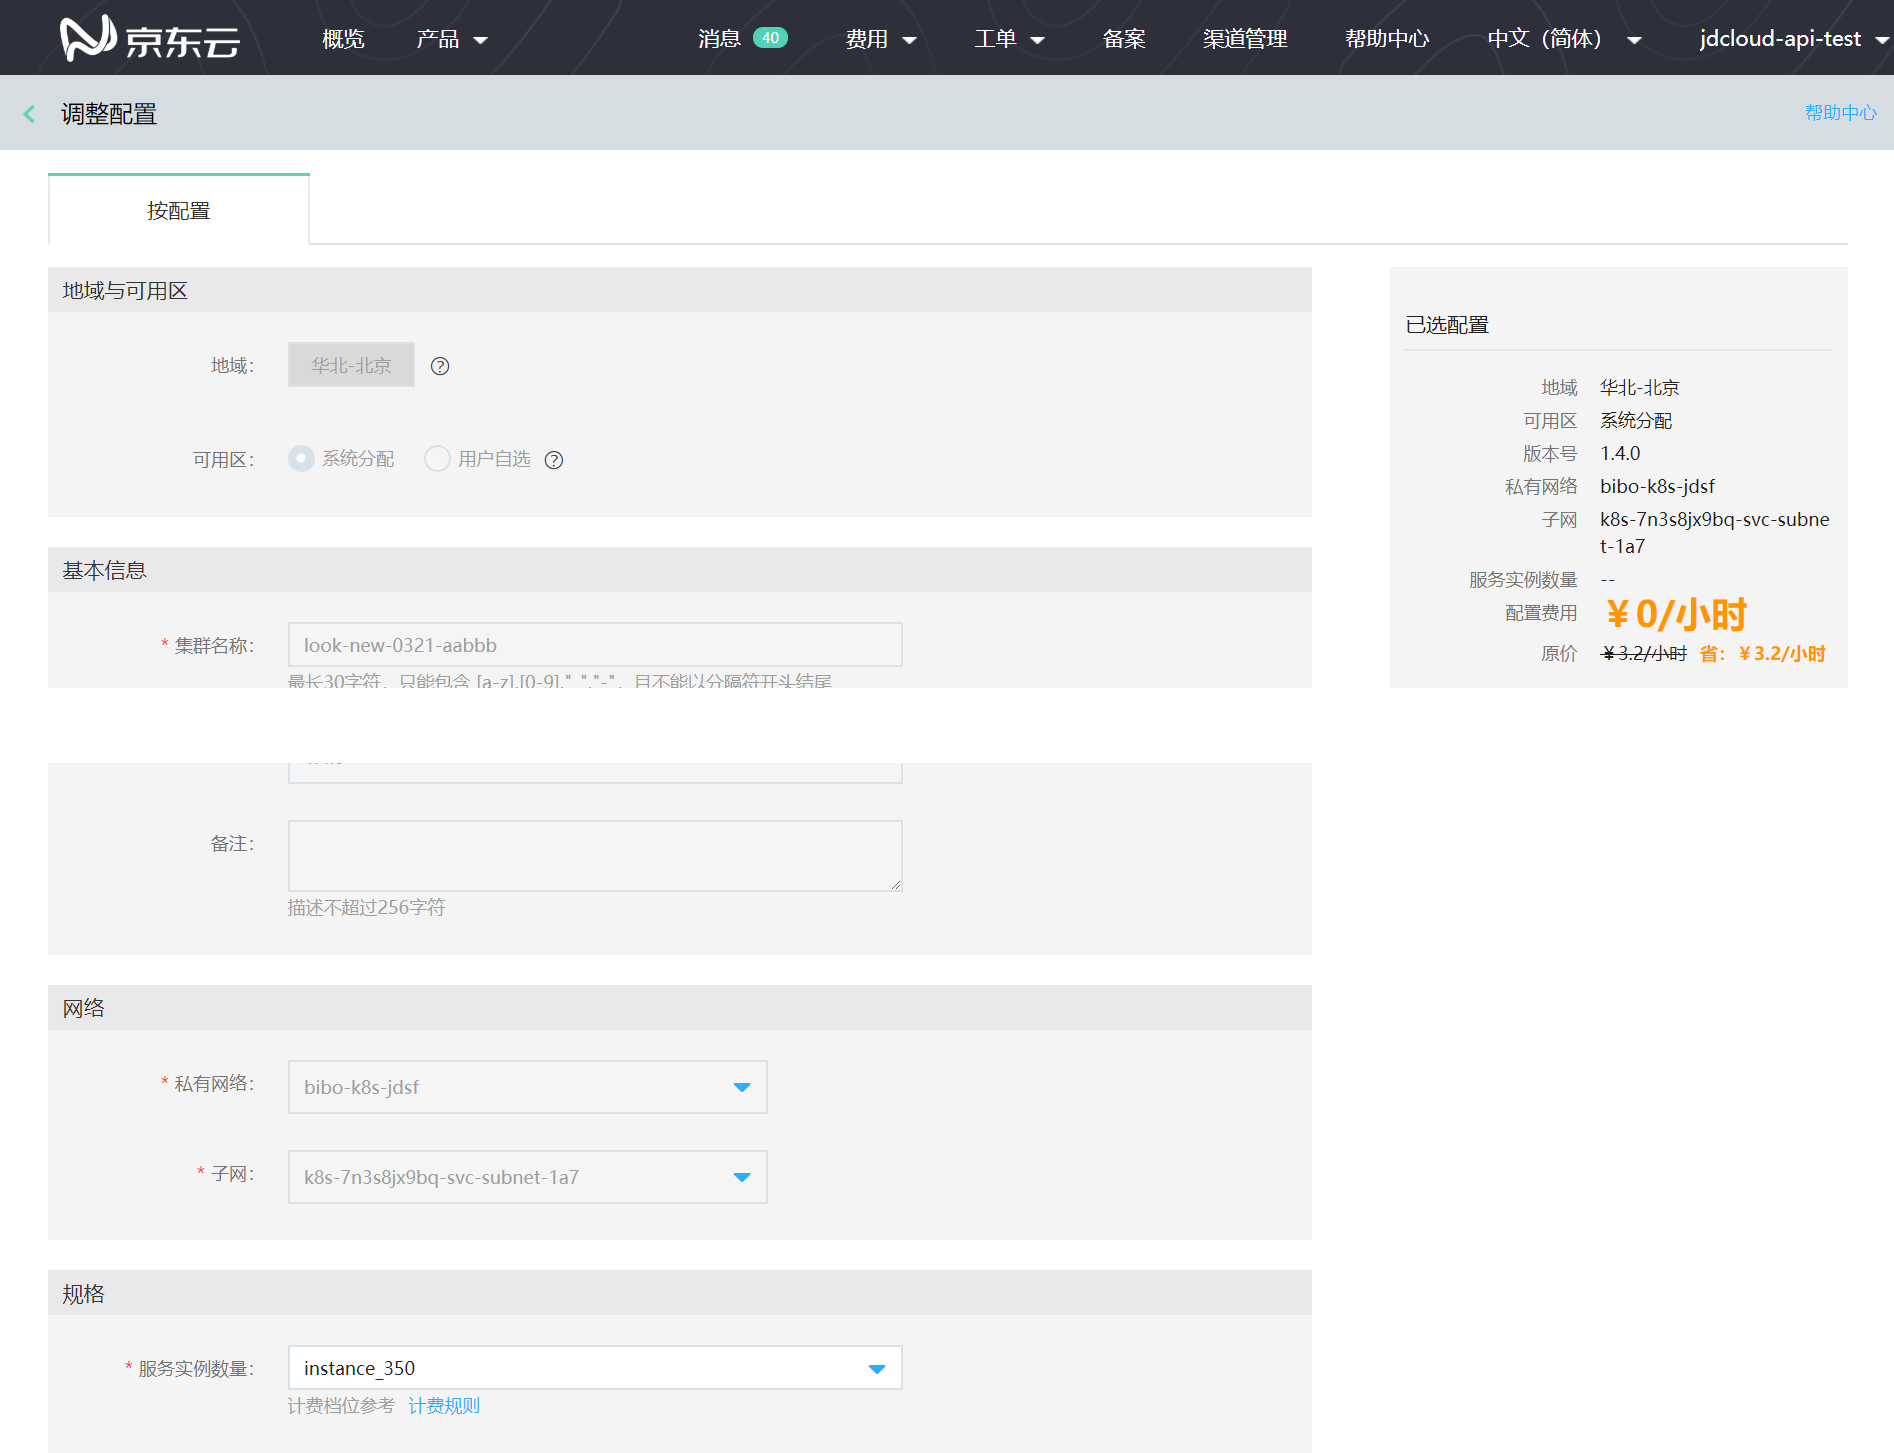 京东云 概览 产品 消息 40 费用 工单 备案 渠道管理 帮助中心 中文（简体） jdcloud-api-test
调整配置 帮助中心
按配置
地域与可用区
地域： 华北-北京
可用区： 系统分配 用户自选
基本信息
* 集群名称： look-new-0321-aabbb
最长30字符，只能包含 [a-z],[0-9],"_","-"，且不能以分隔符开头结尾
备注：
描述不超过256字符
网络
* 私有网络： bibo-k8s-jdsf
* 子网： k8s-7n3s8jx9bq-svc-subnet-1a7
规格
* 服务实例数量： instance_350
计费档位参考 计费规则
已选配置
地域 华北-北京
可用区 系统分配
版本号 1.4.0
私有网络 bibo-k8s-jdsf
子网 k8s-7n3s8jx9bq-svc-subne
t-1a7
服务实例数量 --
配置费用 ￥0/小时
原价 ￥3.2/小时 省：￥3.2/小时